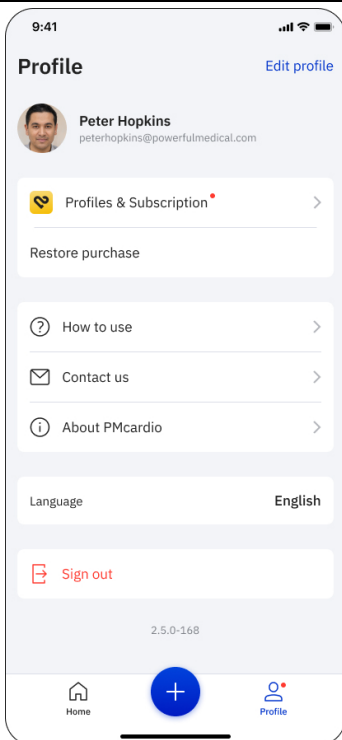 9:41
Profile
Edit profile
Peter Hopkins
peterhopkins@powerfulmedical.com
Profiles & Subscription
Restore purchase
How to use
Contact us
About PMcardio
Language
English
Sign out
2.5.0-168
Home
Profile